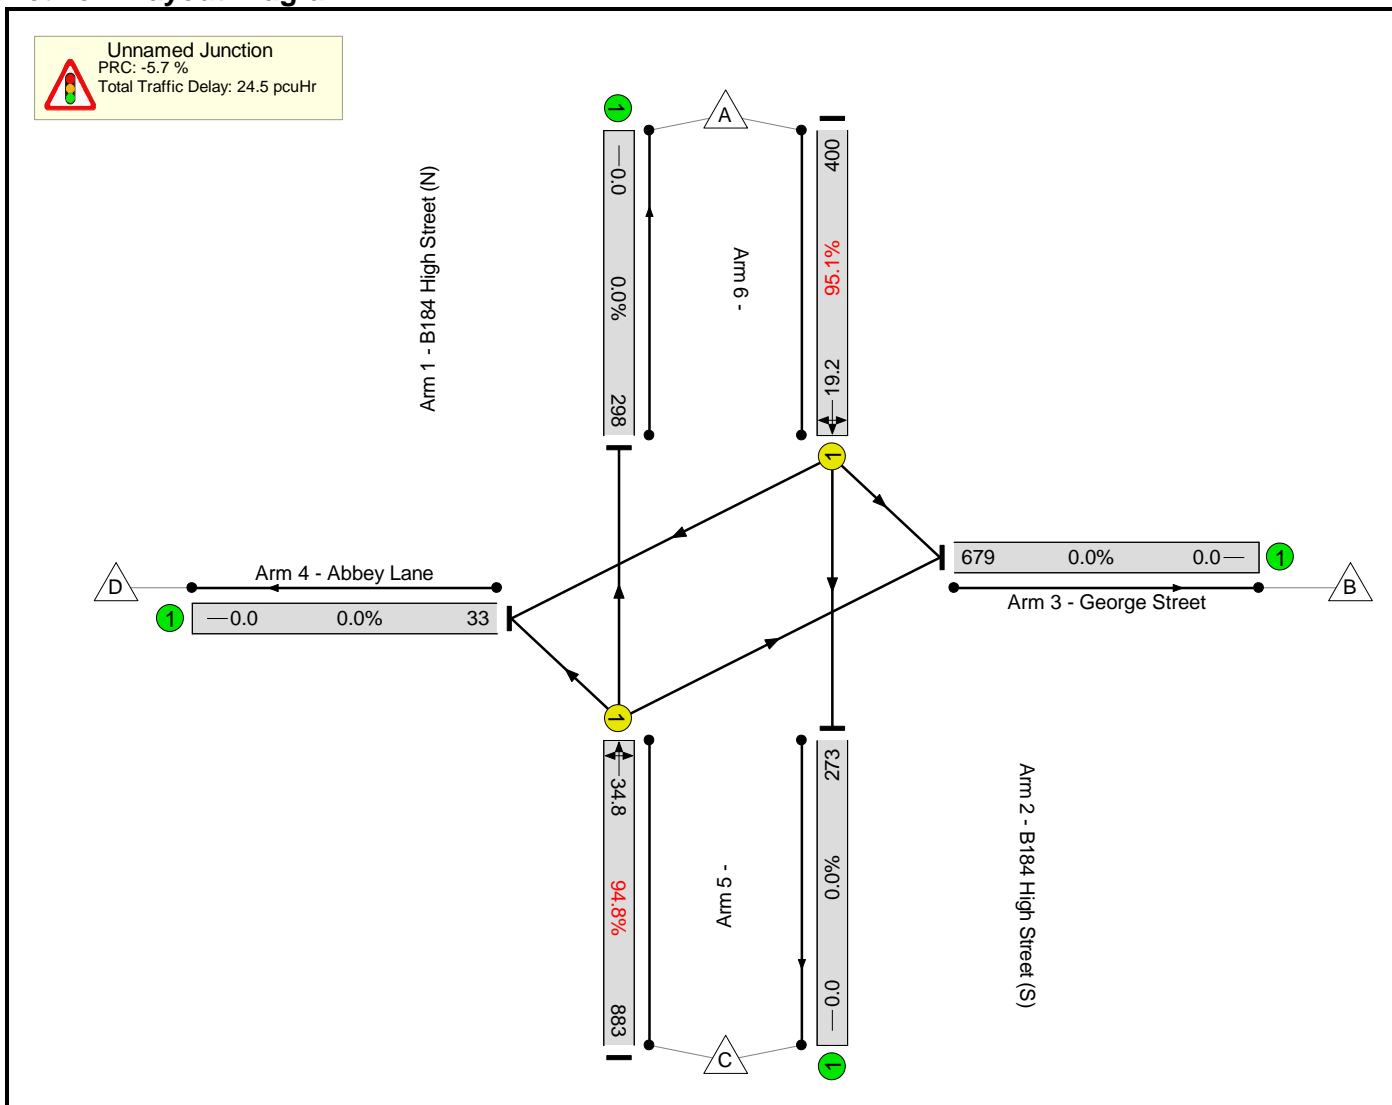 Unnamed Junction
PRC: -5.7 %
Total Traffic Delay: 24.5 pcuHr
1
A
400
0.0
Arm 1 - B184 High Street (N)
Arm 6 -
95.1%
0.0%
19.2
298
1
679
0.0%
0.0
1
D
Arm 4 - Abbey Lane
B
Arm 3 - George Street
1
0.0
0.0%
33
1
34.8
273
Arm 2 - B184 High Street (S)
Arm 5 -
94.8%
0.0%
883
0.0
C
1